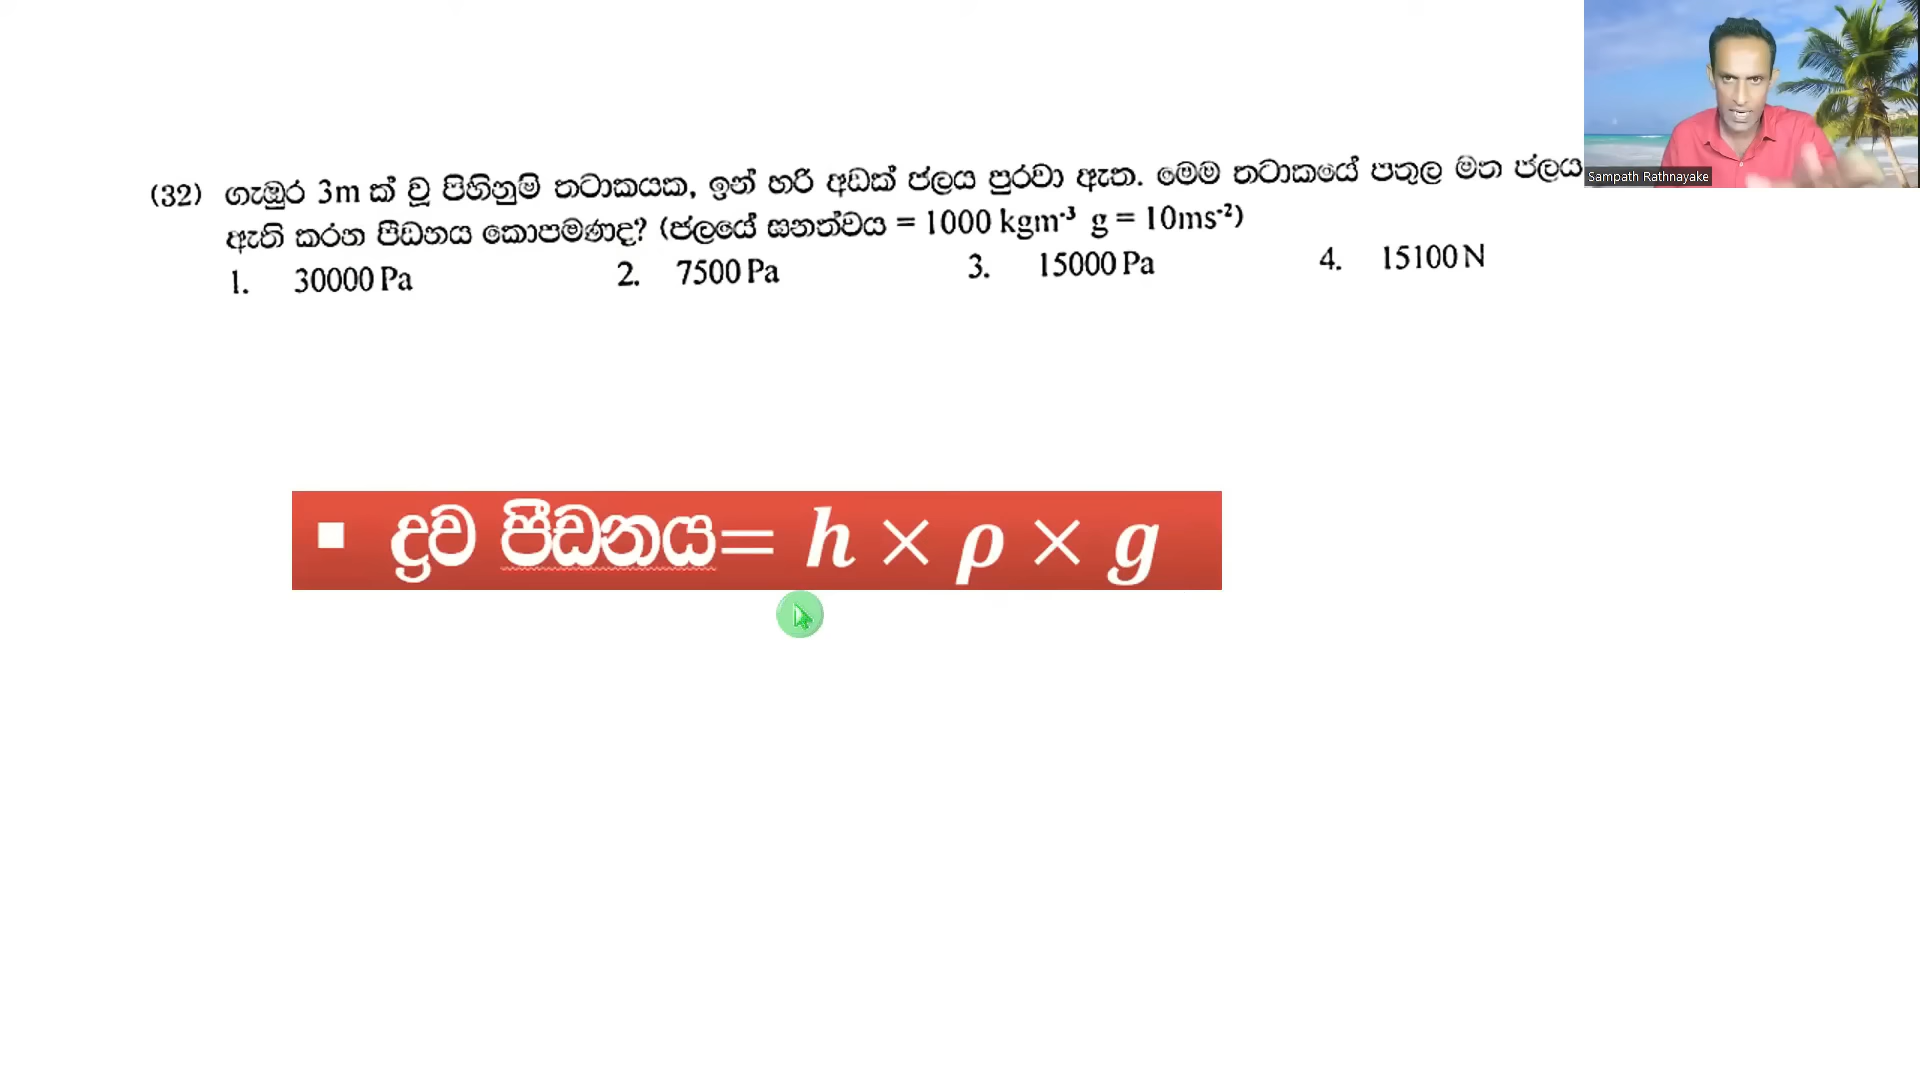 Sampath Rathnayake
(32) ගැඹුර 3m ක් වූ පිහිනුම් තටාකයක, ඉන් හරි අඩක් ජලය පුරවා ඇත. මෙම තටාකයේ පතුල මත ජලය
ඇති කරන පීඩනය කොපමණද? (ජලයේ ඝනත්වය = 1000 kgm⁻³ g = 10ms⁻²)
1. 30000 Pa 2. 7500 Pa 3. 15000 Pa 4. 15100 N
▪ ද්‍රව පීඩනය= h × ρ × g